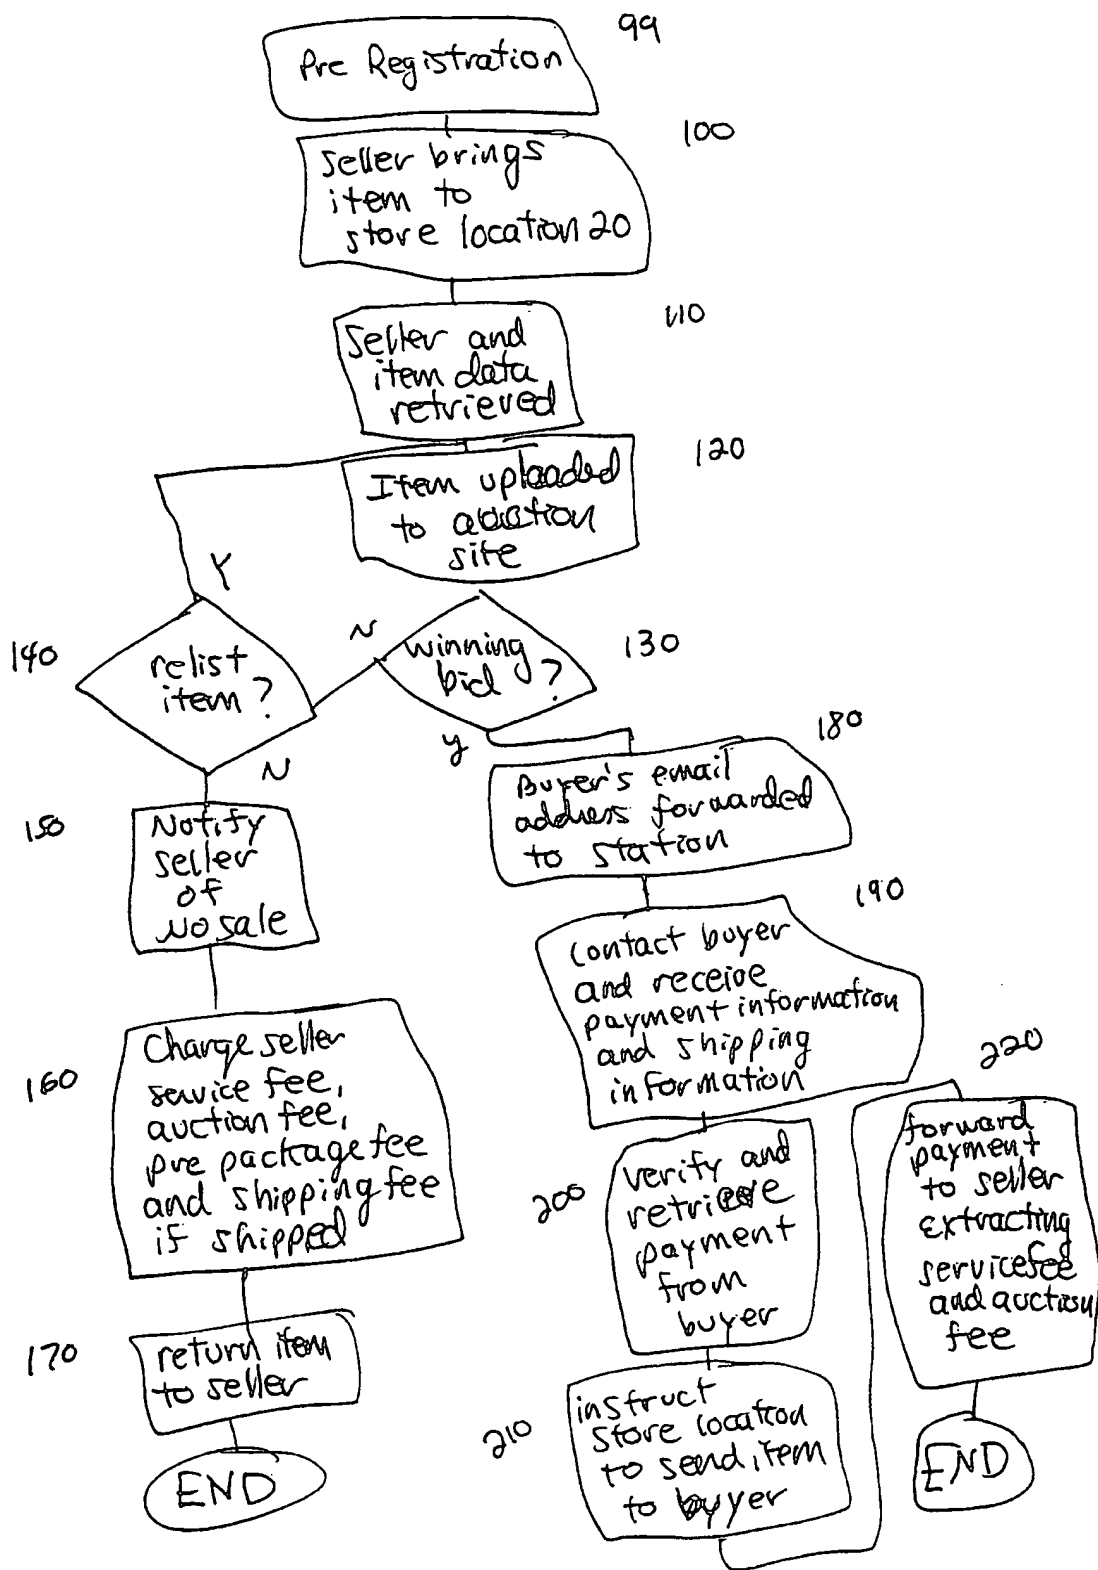 99
Pre Registration
100
Seller brings
item to
store location 20
110
Seller and
item data
retrieved
120
Item uploaded
to auction
site
Y
140
relist
item?
N
winning
bid?
130
N
Y
180
Buyer's email
address forwarded
to station
150
Notify
seller
of
No sale
190
Contact buyer
and receive
payment information
and shipping
information
160
Charge seller
service fee,
auction fee,
pre package fee
and shipping fee
if shipped
200
verify and
retrieve
payment
from
buyer
220
forward
payment
to seller
extracting
service fee
and auction
fee
170
return item
to seller
END
210
instruct
store location
to send item
to buyer
END